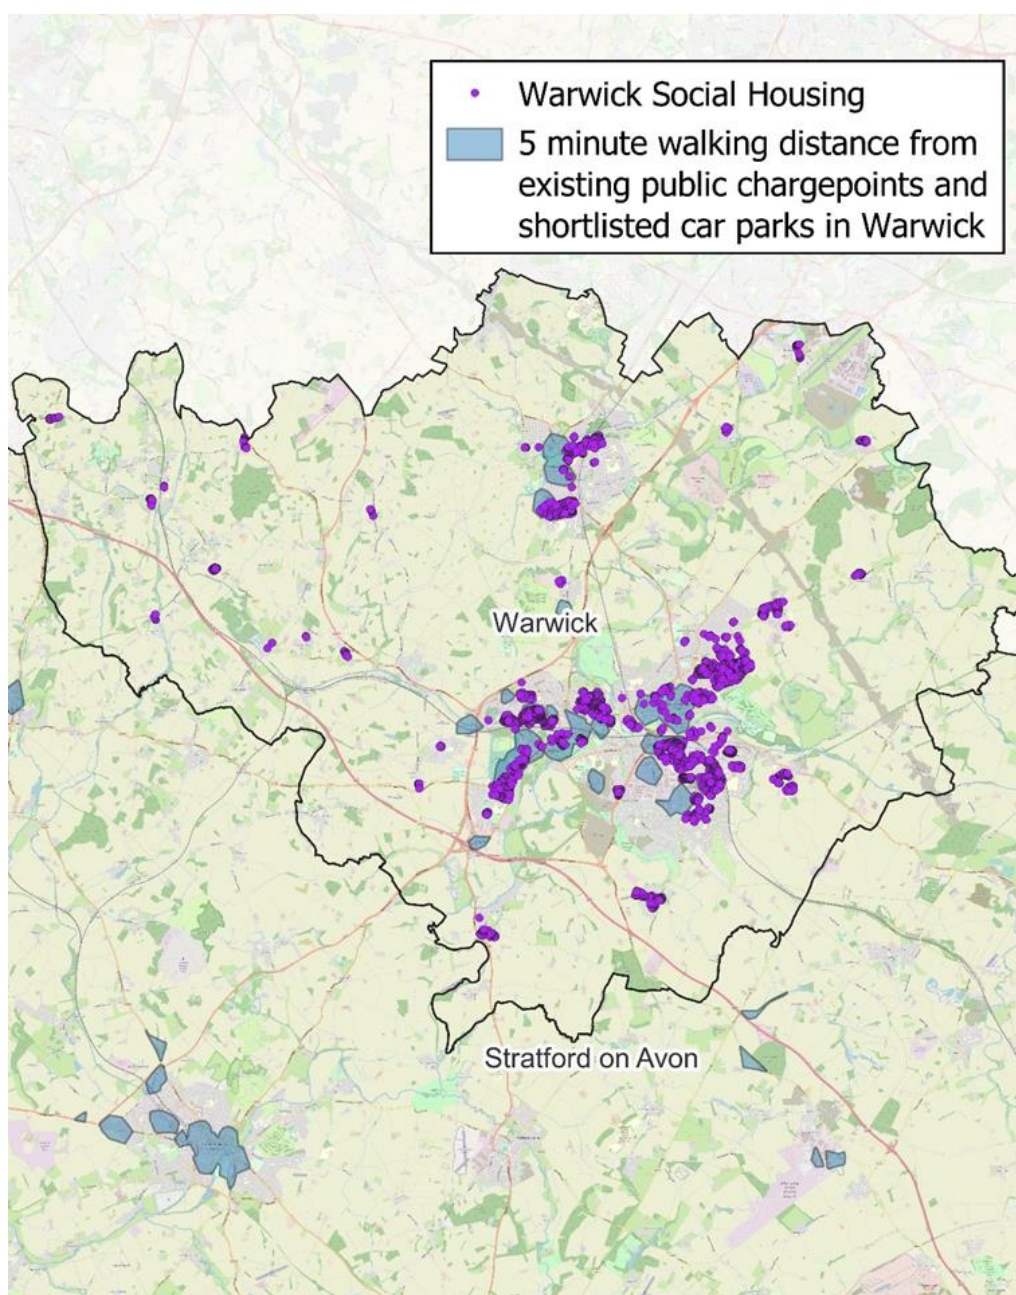 Warwick Social Housing
5 minute walking distance from
existing public chargepoints and
shortlisted car parks in Warwick
Warwick
Stratford on Avon